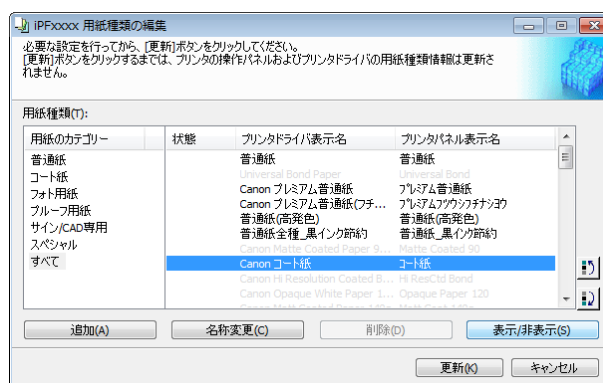 iPFxxxx 用紙種類の編集
必要な設定を行ってから、[更新]ボタンをクリックしてください。
[更新]ボタンをクリックするまでは、プリンタの操作パネルおよびプリンタドライバの用紙種類情報は更新さ
れません。
用紙種類(T):
用紙のカテゴリー 状態 プリンタドライバ表示名 プリンタパネル表示名
普通紙
コート紙
フォト用紙
プルーフ用紙
サイン/CAD専用
スペシャル
すべて
普通紙 普通紙
Universal Bond Paper Universal Bond
Canon プレミアム普通紙 プレミアム普通紙
Canon プレミアム普通紙(フチ... プレミアムフツウシフチナシヨウ
普通紙(高発色) 普通紙(高発色)
普通紙全種_黒インク節約 普通紙_黒インク節約
Canon Matte Coated Paper 9... Matte Coated 90
Canon コート紙 コート紙
Canon Hi Resolution Coated B... Hi ResCtd Bond
Canon Opaque White Paper 1... Opaque Paper 120
追加(A) 名称変更(C) 削除(D) 表示/非表示(S)
更新(K) キャンセル